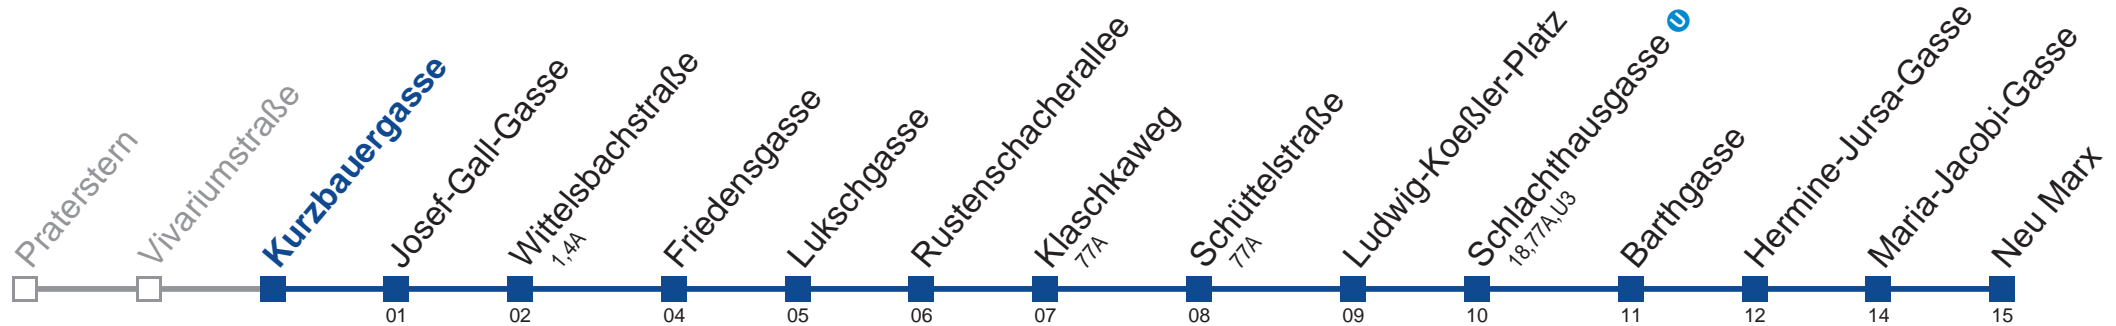 Praterstern
Vivariumstraße
Kurzbauergasse
Josef-Gall-Gasse
Wittelsbachstraße
1,4A
Friedensgasse
Lukschgasse
Rustenschacherallee
Klaschkaweg
77A
Schüttelstraße
77A
Ludwig-Koeßler-Platz
Schlachthausgasse U
18,77A,U3
Barthgasse
Hermine-Jursa-Gasse
Maria-Jacobi-Gasse
Neu Marx
01 02 04 05 06 07 08 09 10 11 12 14 15